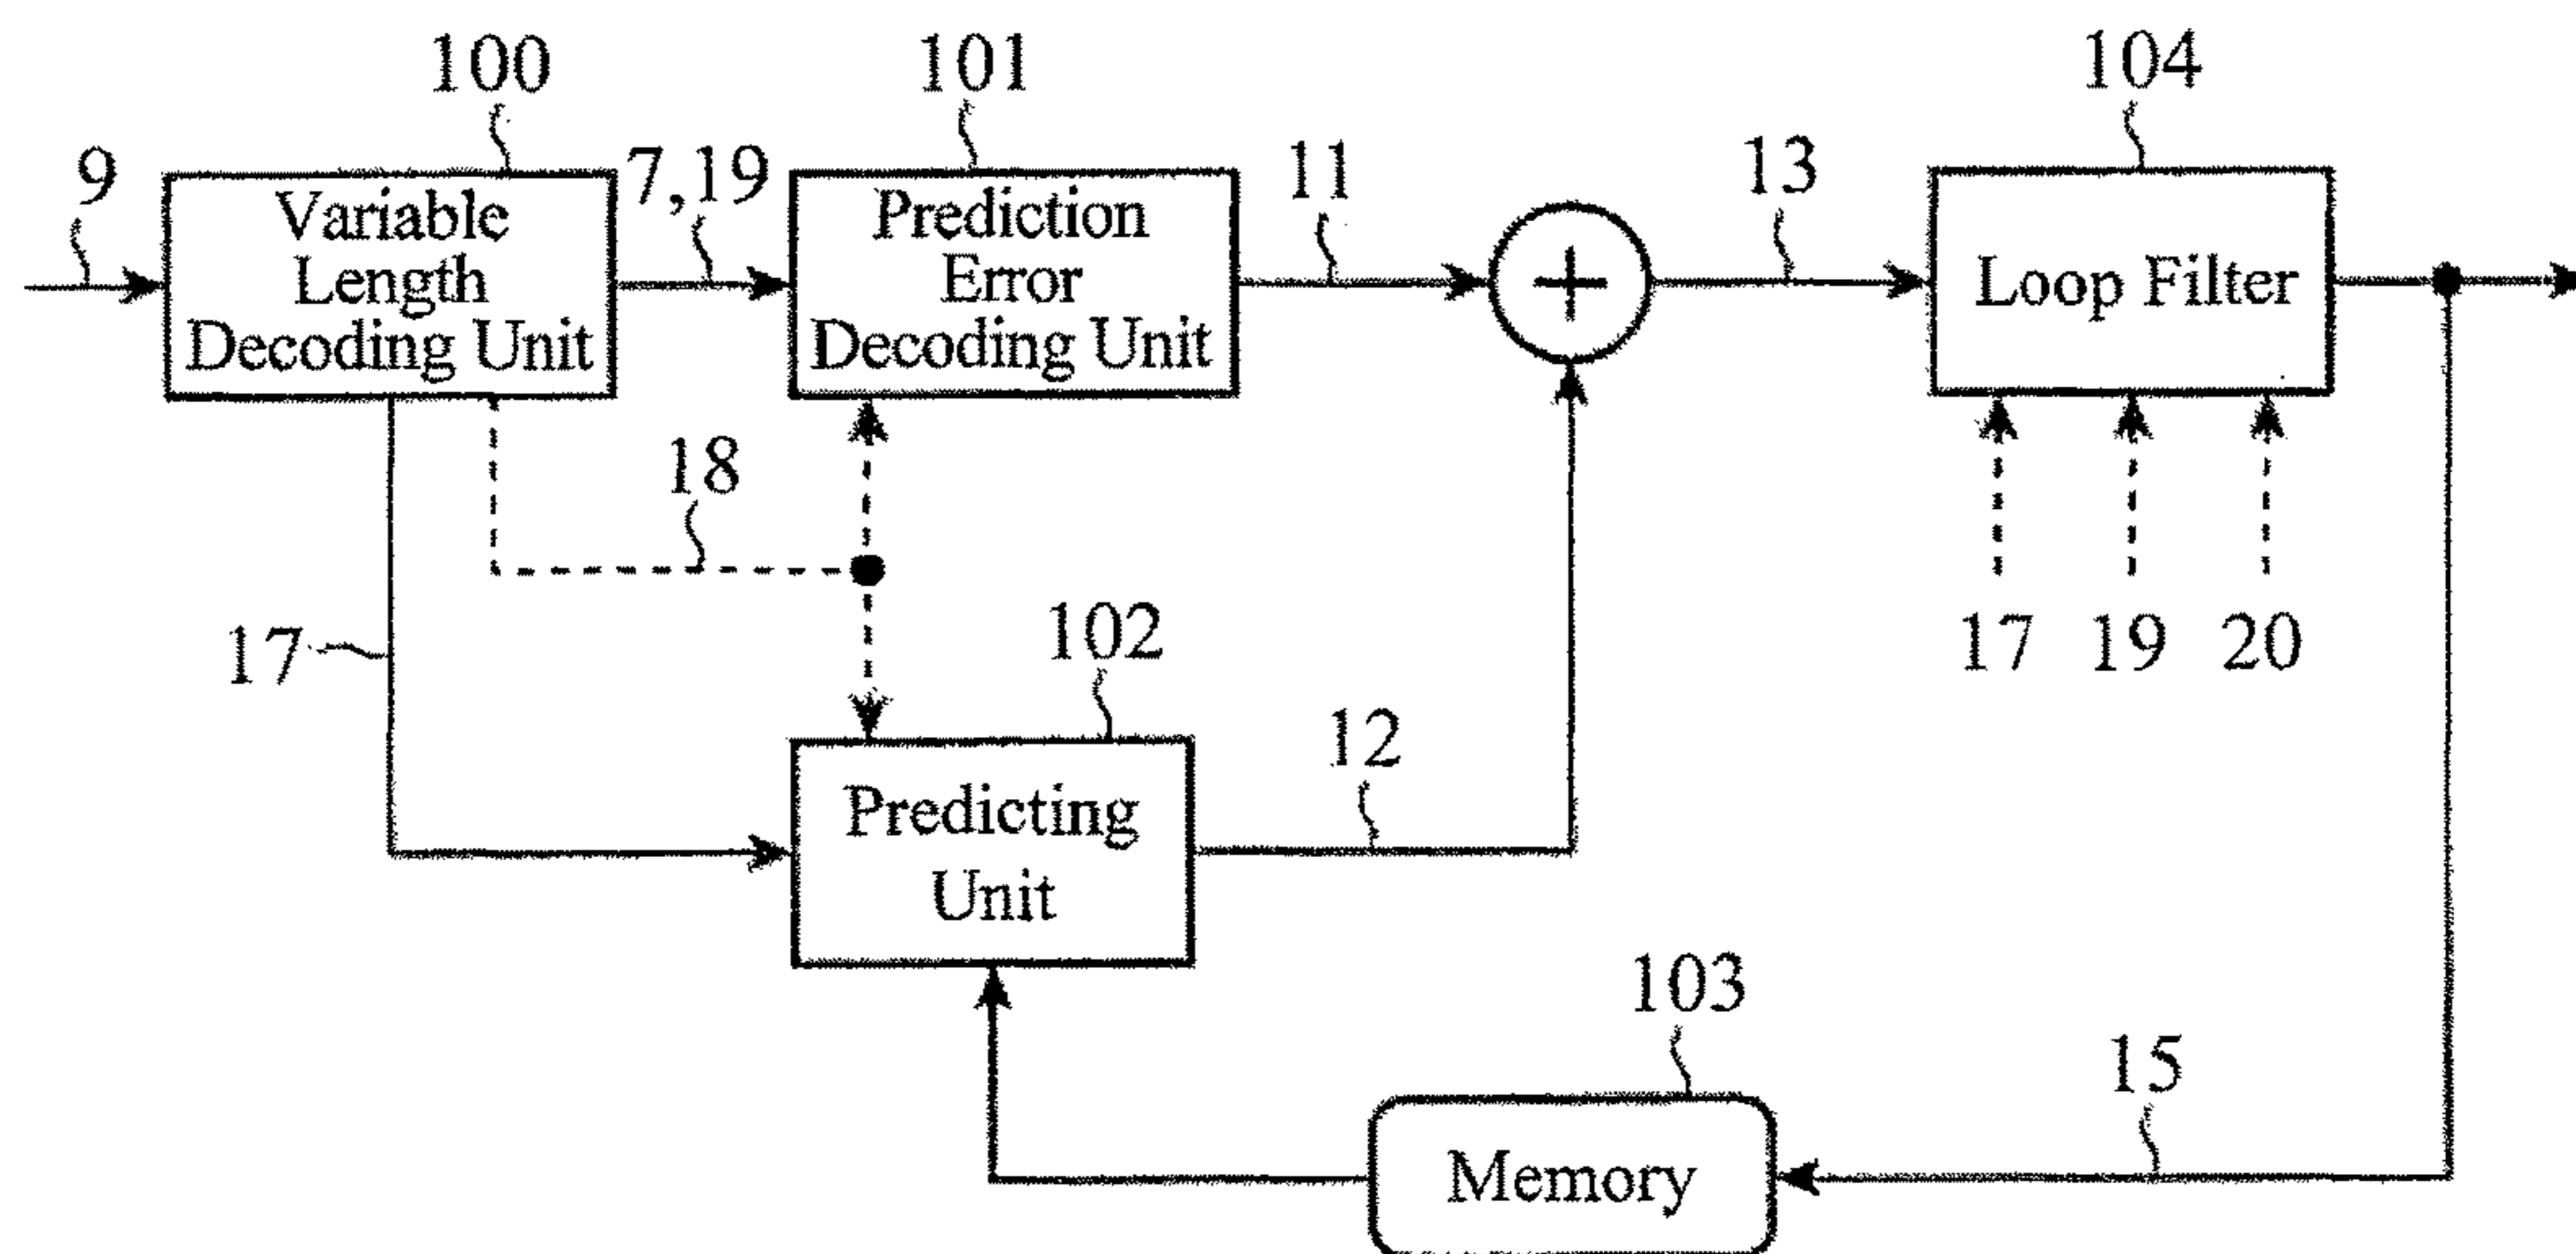 100
101
104
9
7,19
11
13
Variable
Length
Decoding Unit
Prediction
Error
Decoding Unit
+
Loop Filter
18
17
102
17
19
20
12
Predicting
Unit
103
15
Memory